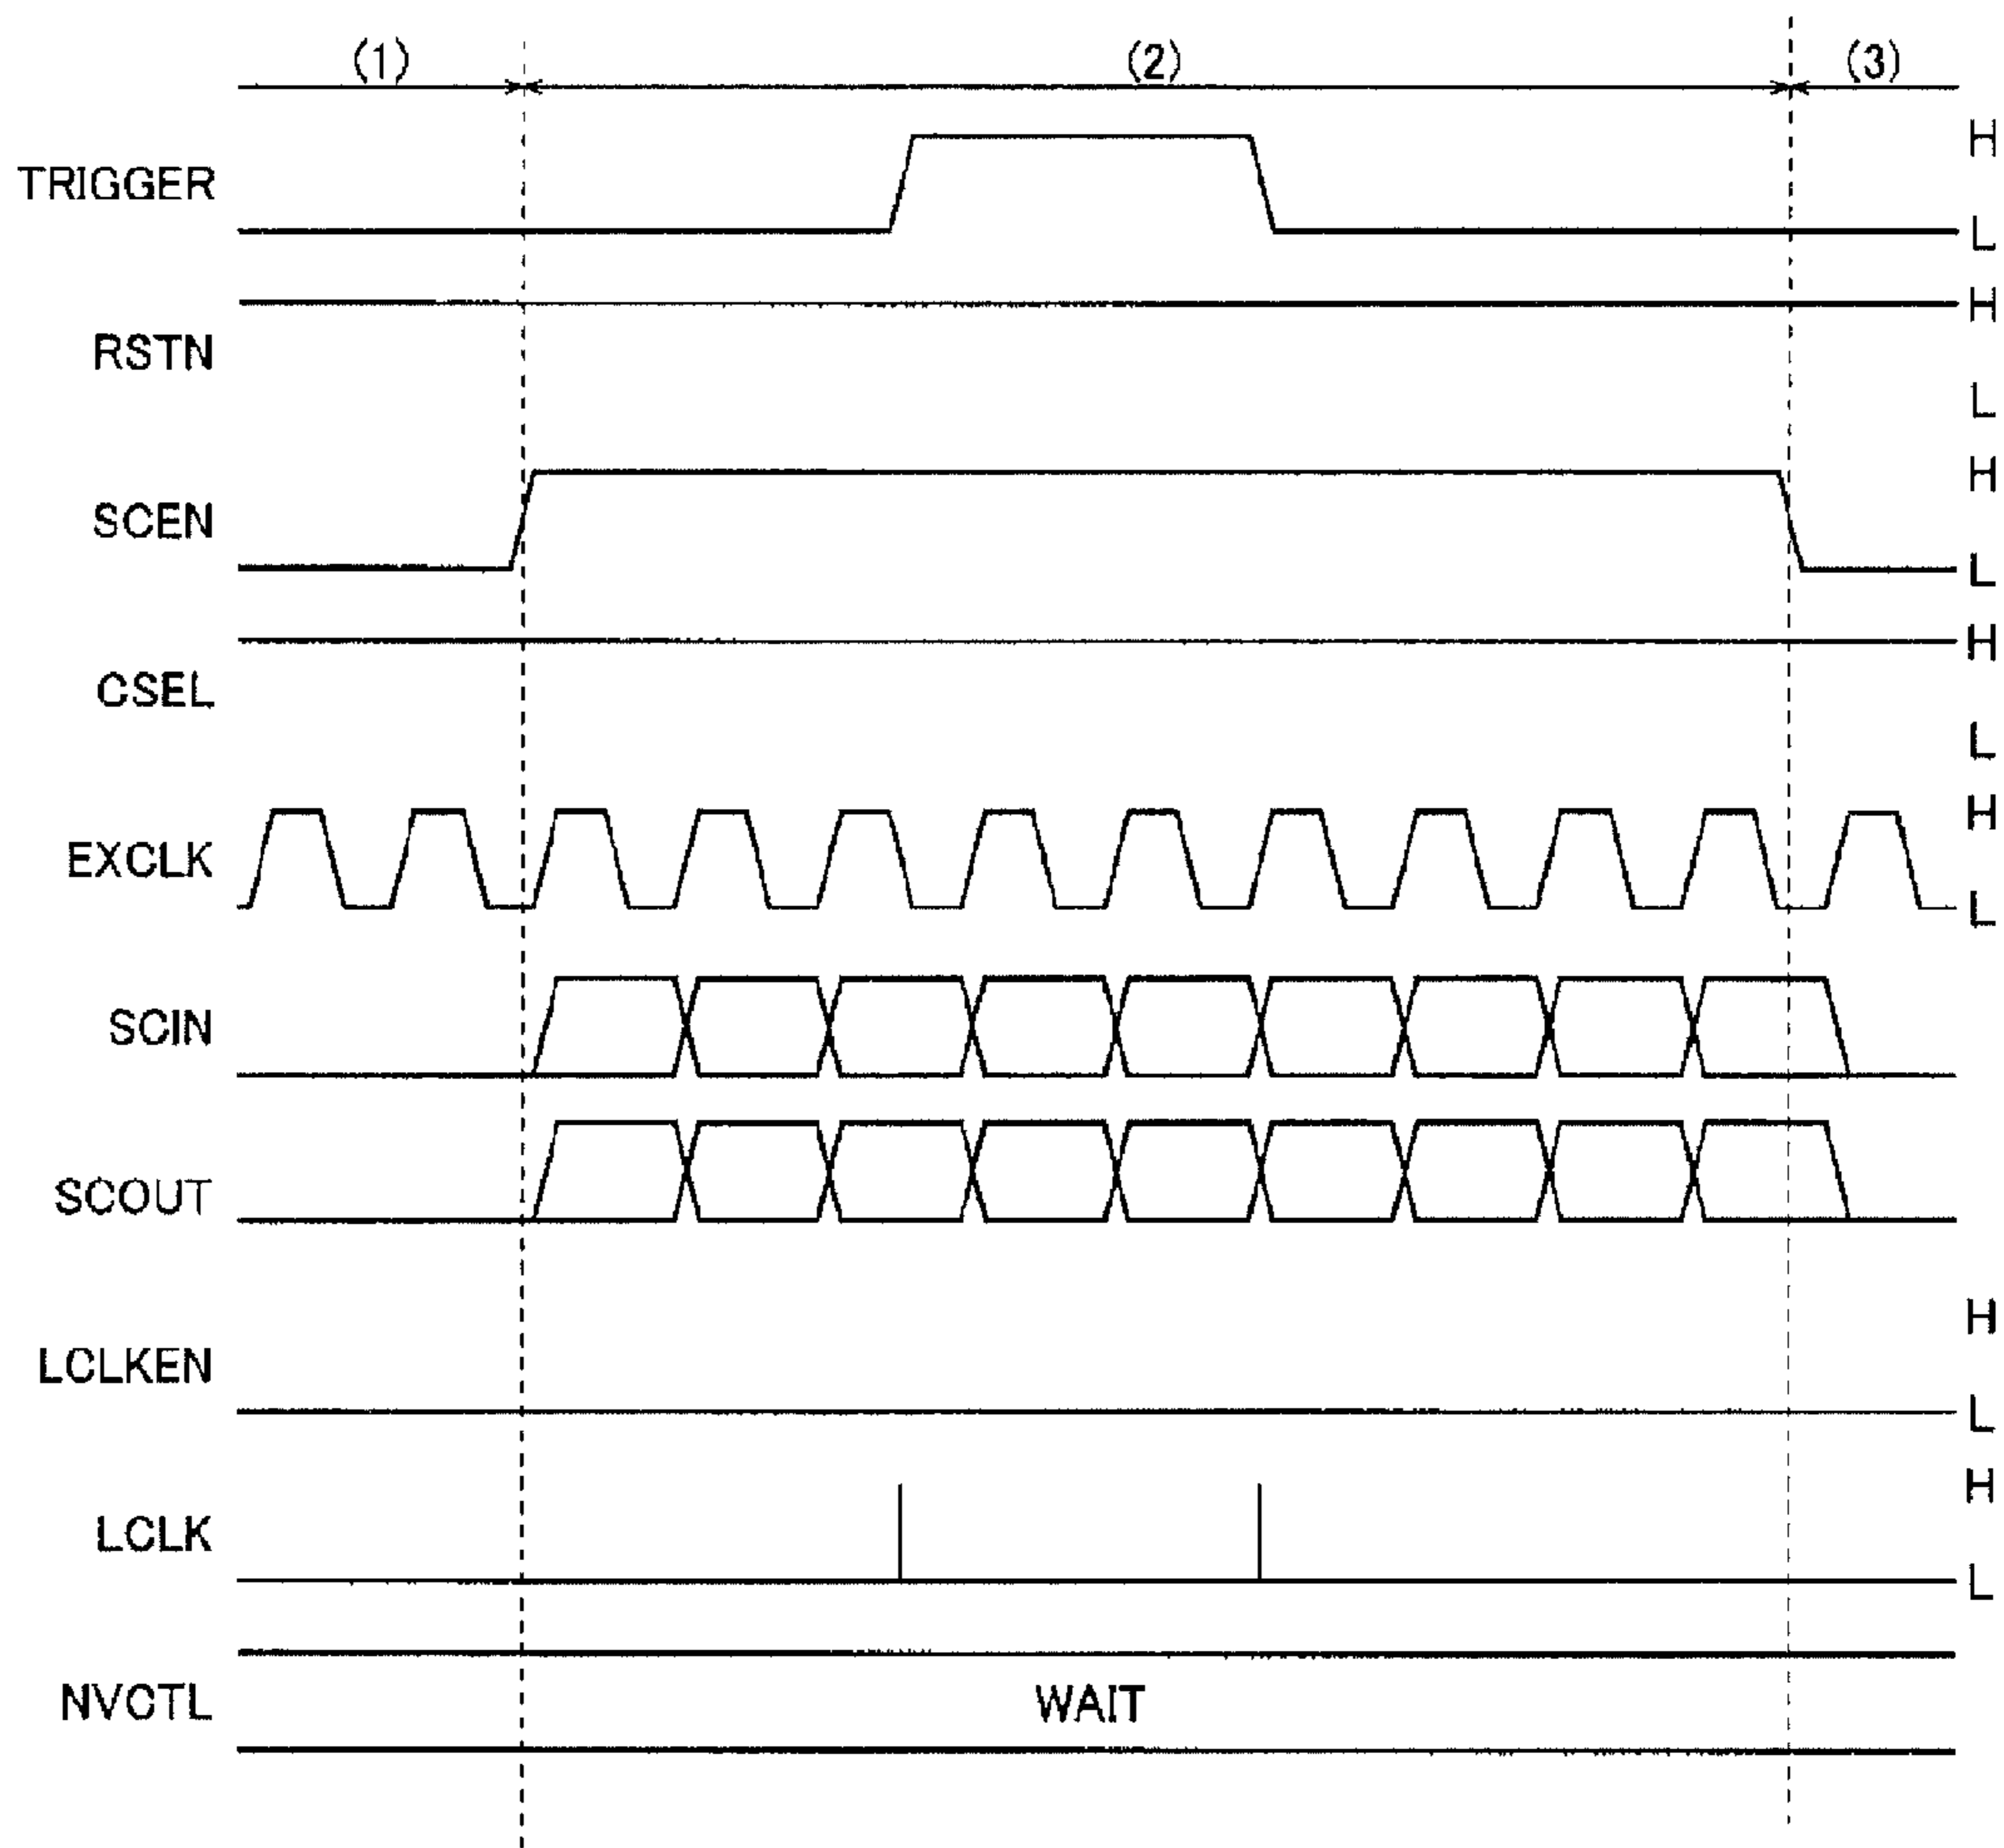 (1) (2) (3)
TRIGGER H
L
RSTN H
L
SCEN H
L
CSEL H
L
EXCLK H
L
SCIN
SCOUT
LCLKEN H
L
LCLK H
L
NVCTL WAIT